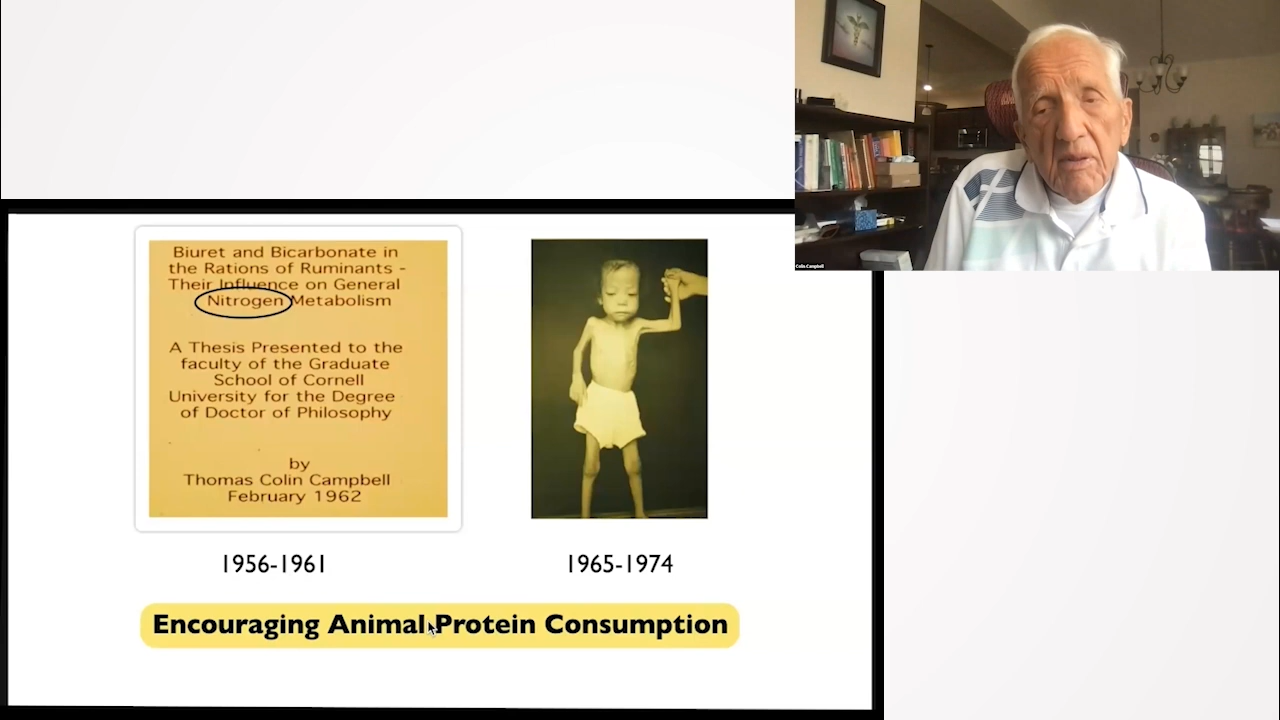 Biuret and Bicarbonate in
the Rations of Ruminants -
Their Influence on General
Nitrogen Metabolism
A Thesis Presented to the
faculty of the Graduate
School of Cornell
University for the Degree
of Doctor of Philosophy
by
Thomas Colin Campbell
February 1962
1956-1961
1965-1974
Encouraging Animal Protein Consumption
Colin Campbell